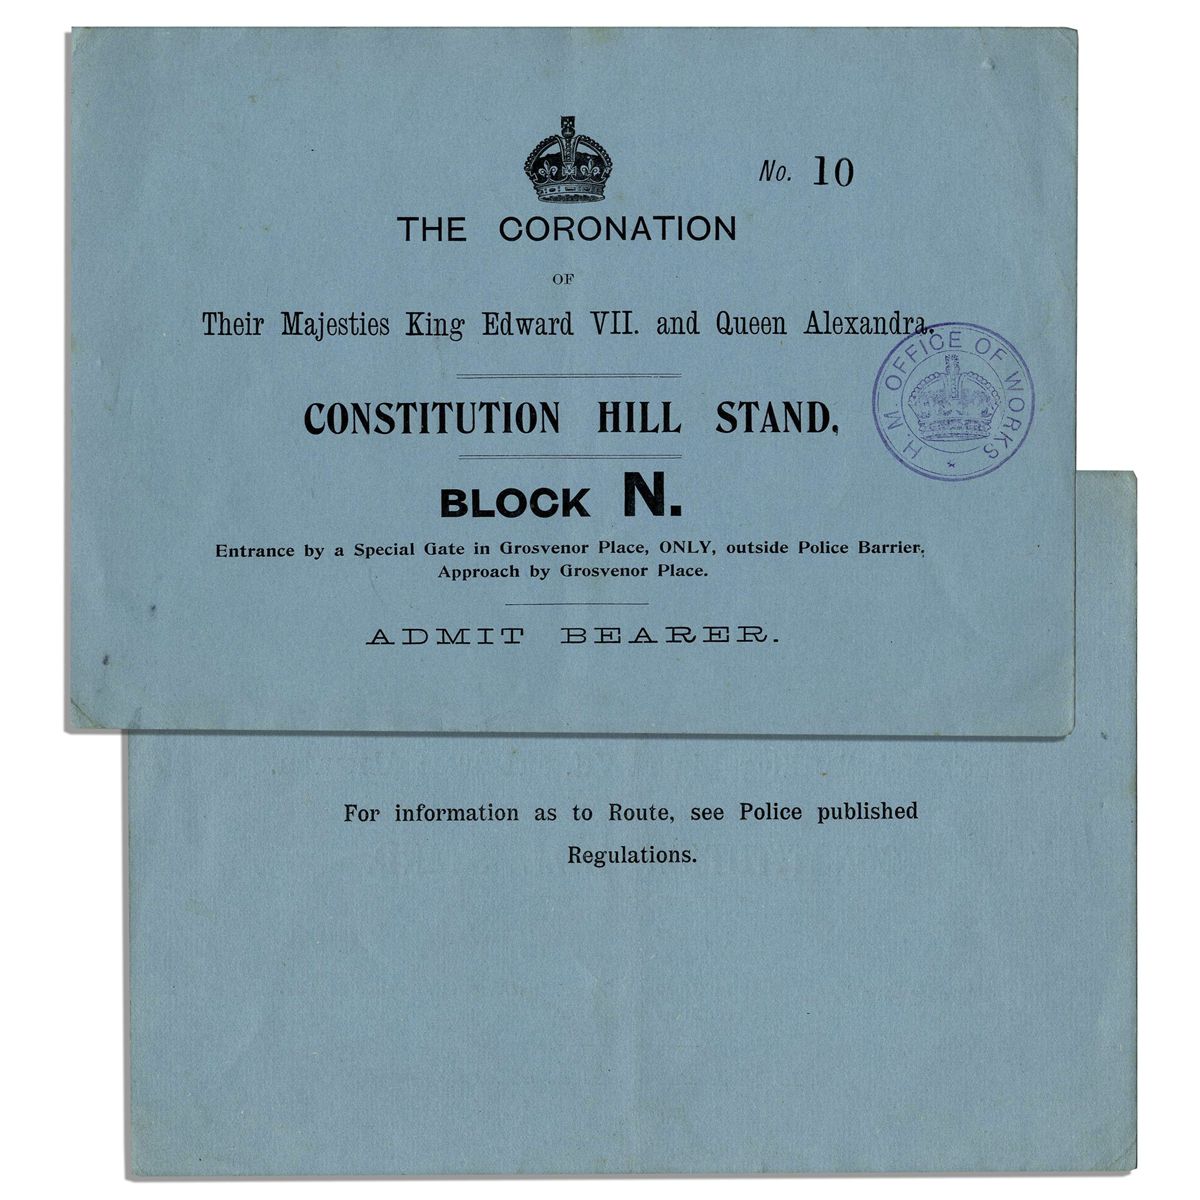 No. 10
THE CORONATION
OF
Their Majesties King Edward VII. and Queen Alexandra.
CONSTITUTION HILL STAND,
BLOCK N.
Entrance by a Special Gate in Grosvenor Place, ONLY, outside Police Barrier.
Approach by Grosvenor Place.
ADMIT BEARER.
H. M. OFFICE OF WORKS
For information as to Route, see Police published
Regulations.